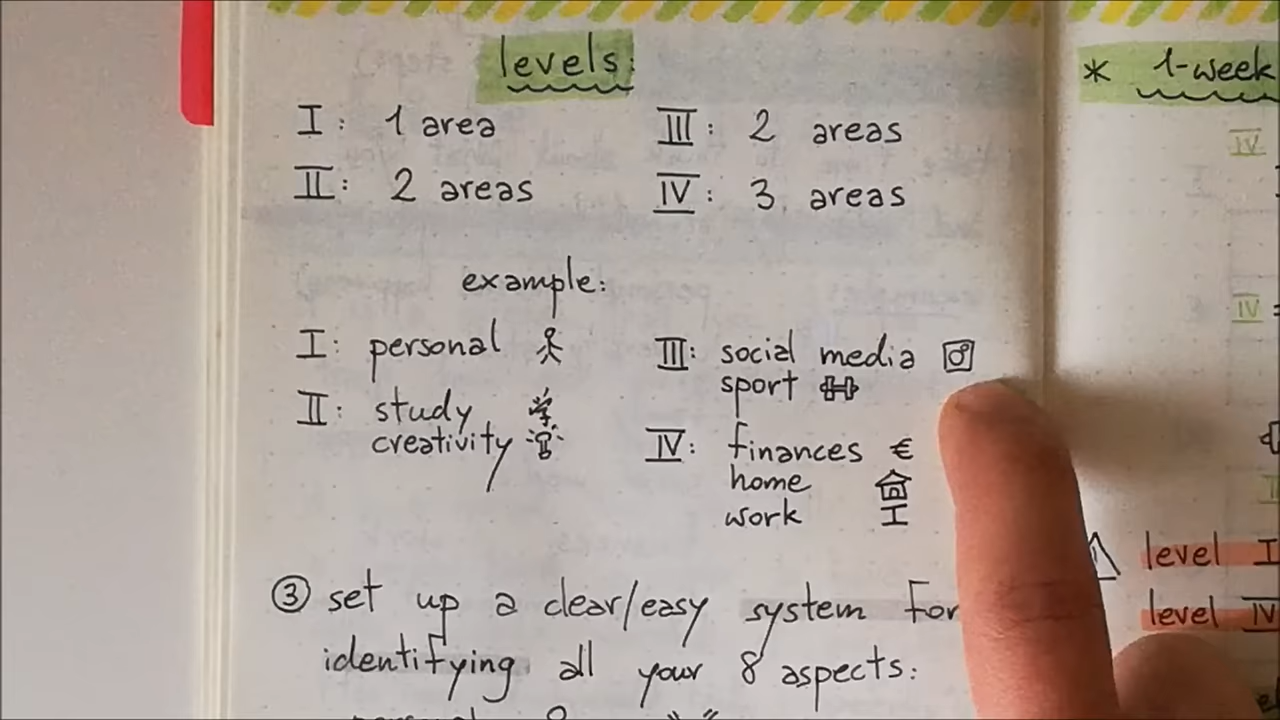 levels:
I: 1 area
II: 2 areas
III: 2 areas
IV: 3 areas
example:
I: personal
II: study
creativity
III: social media
sport
IV: finances €
home
work I
③ set up a clear/easy system for
identifying all your 8 aspects:
* 1-week
IV
IV
level I
level IV